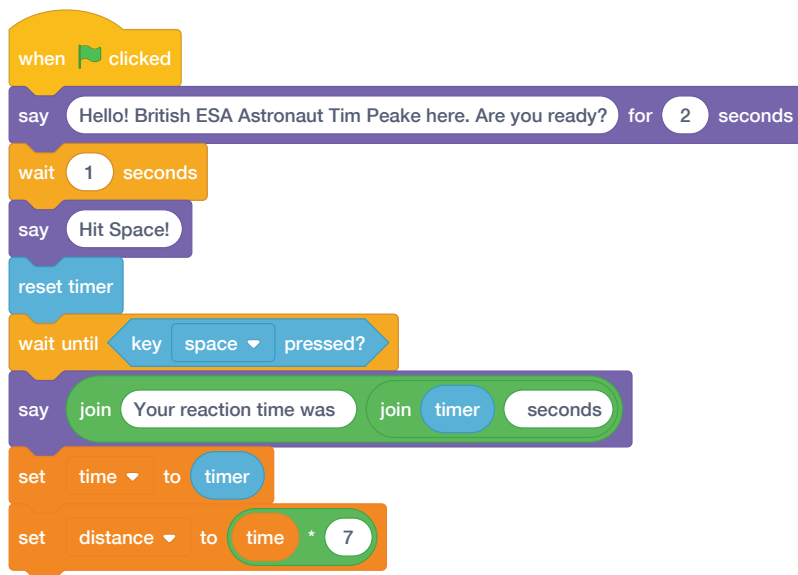 when clicked
say Hello! British ESA Astronaut Tim Peake here. Are you ready? for 2 seconds
wait 1 seconds
say Hit Space!
reset timer
wait until key space pressed?
say join Your reaction time was join timer seconds
set time to timer
set distance to time * 7